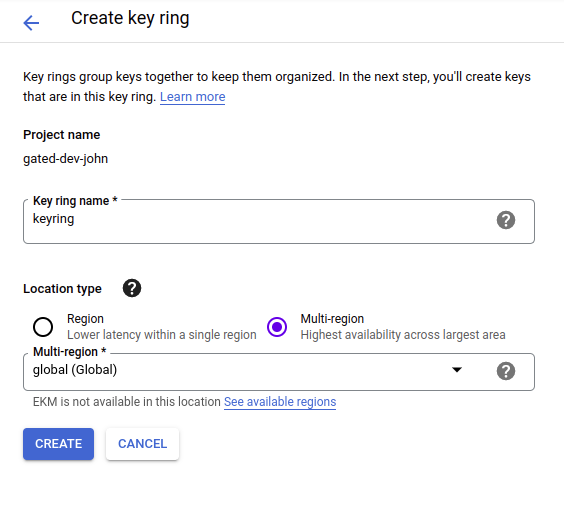 Create key ring
Key rings group keys together to keep them organized. In the next step, you'll create keys
that are in this key ring. Learn more
Project name
gated-dev-john
Key ring name *
keyring
Location type
Region
Lower latency within a single region
Multi-region
Highest availability across largest area
Multi-region *
global (Global)
EKM is not available in this location See available regions
CREATE
CANCEL